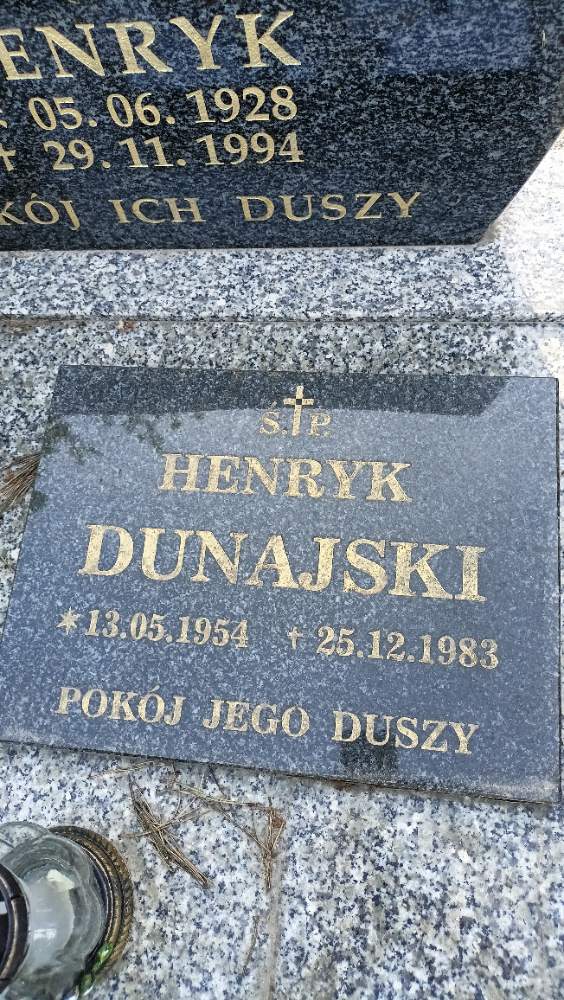 ENRYK
05.06.1928
† 29.11.1994
KÓJ ICH DUSZY
Ś.†P.
HENRYK
DUNAJSKI
*13.05.1954 † 25.12.1983
POKÓJ JEGO DUSZY